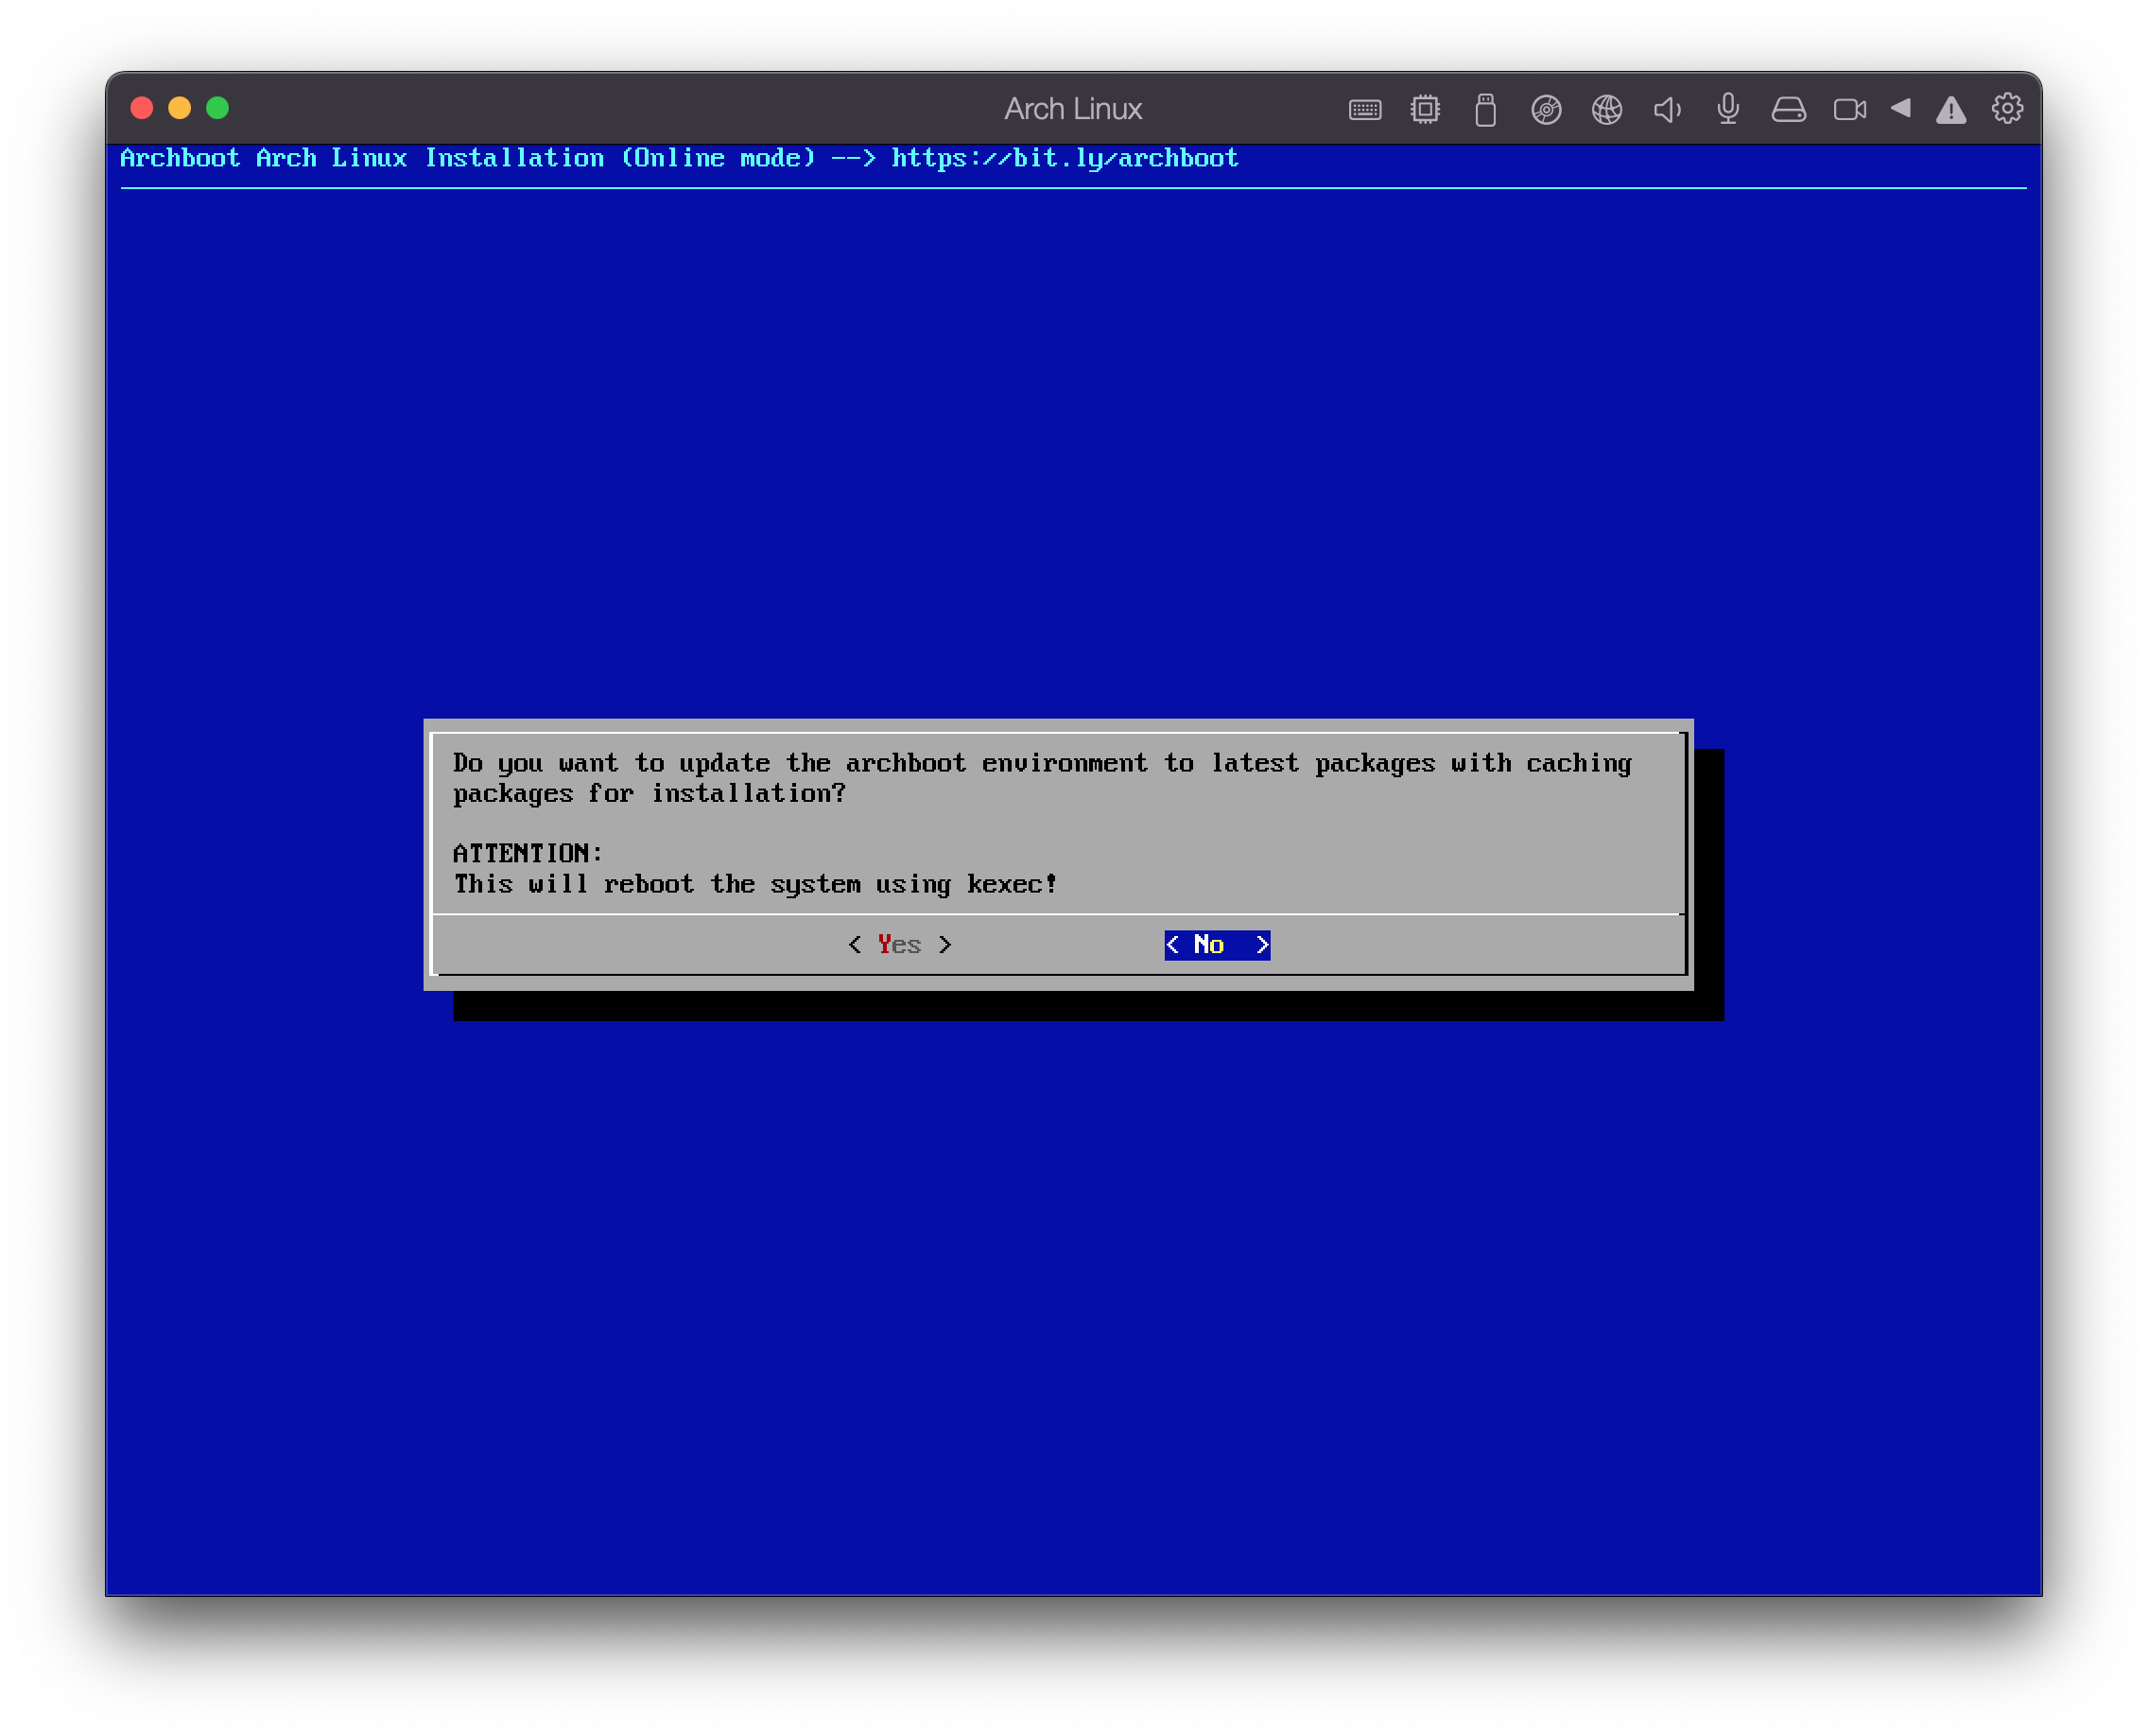 Arch Linux
Archboot Arch Linux Installation (Online mode) --> https://bit.ly/archboot
Do you want to update the archboot environment to latest packages with caching
packages for installation?
ATTENTION:
This will reboot the system using kexec!
< Yes > < No >